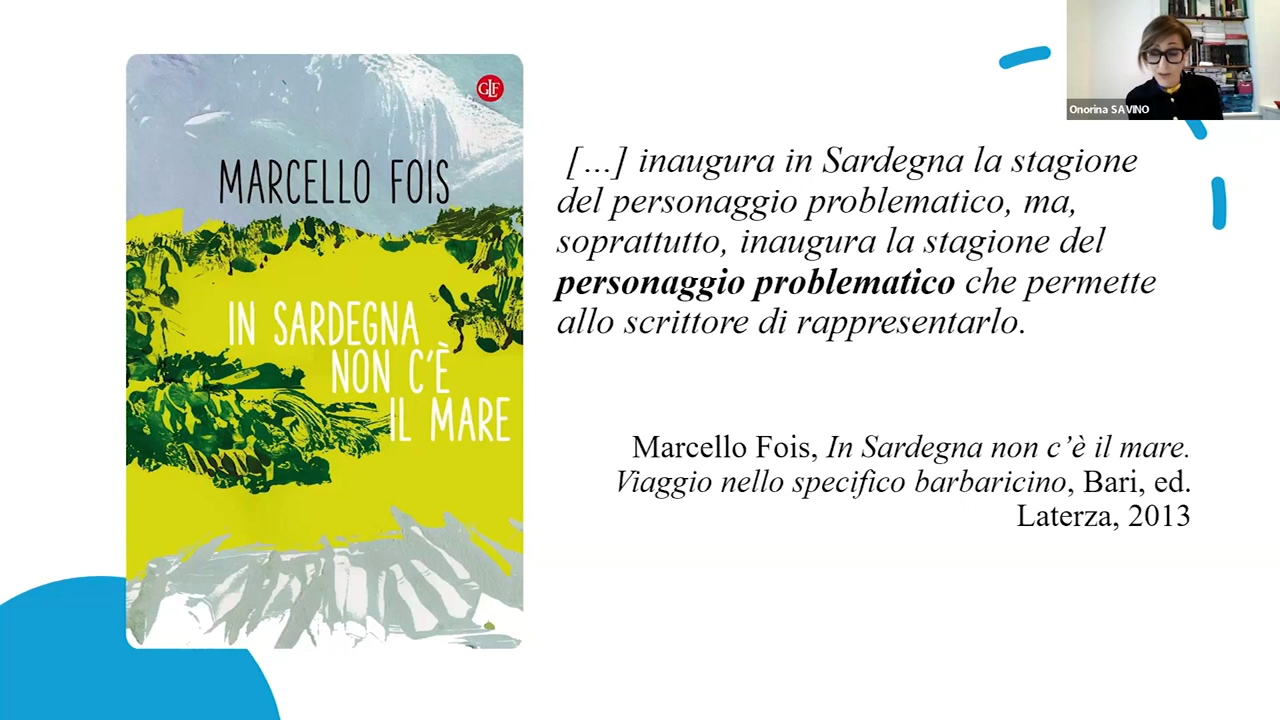 GLF
MARCELLO FOIS
IN SARDEGNA
NON C'È
IL MARE
Onorina SAVINO
[…] inaugura in Sardegna la stagione
del personaggio problematico, ma,
soprattutto, inaugura la stagione del
personaggio problematico che permette
allo scrittore di rappresentarlo.
Marcello Fois, In Sardegna non c’è il mare.
Viaggio nello specifico barbaricino, Bari, ed.
Laterza, 2013